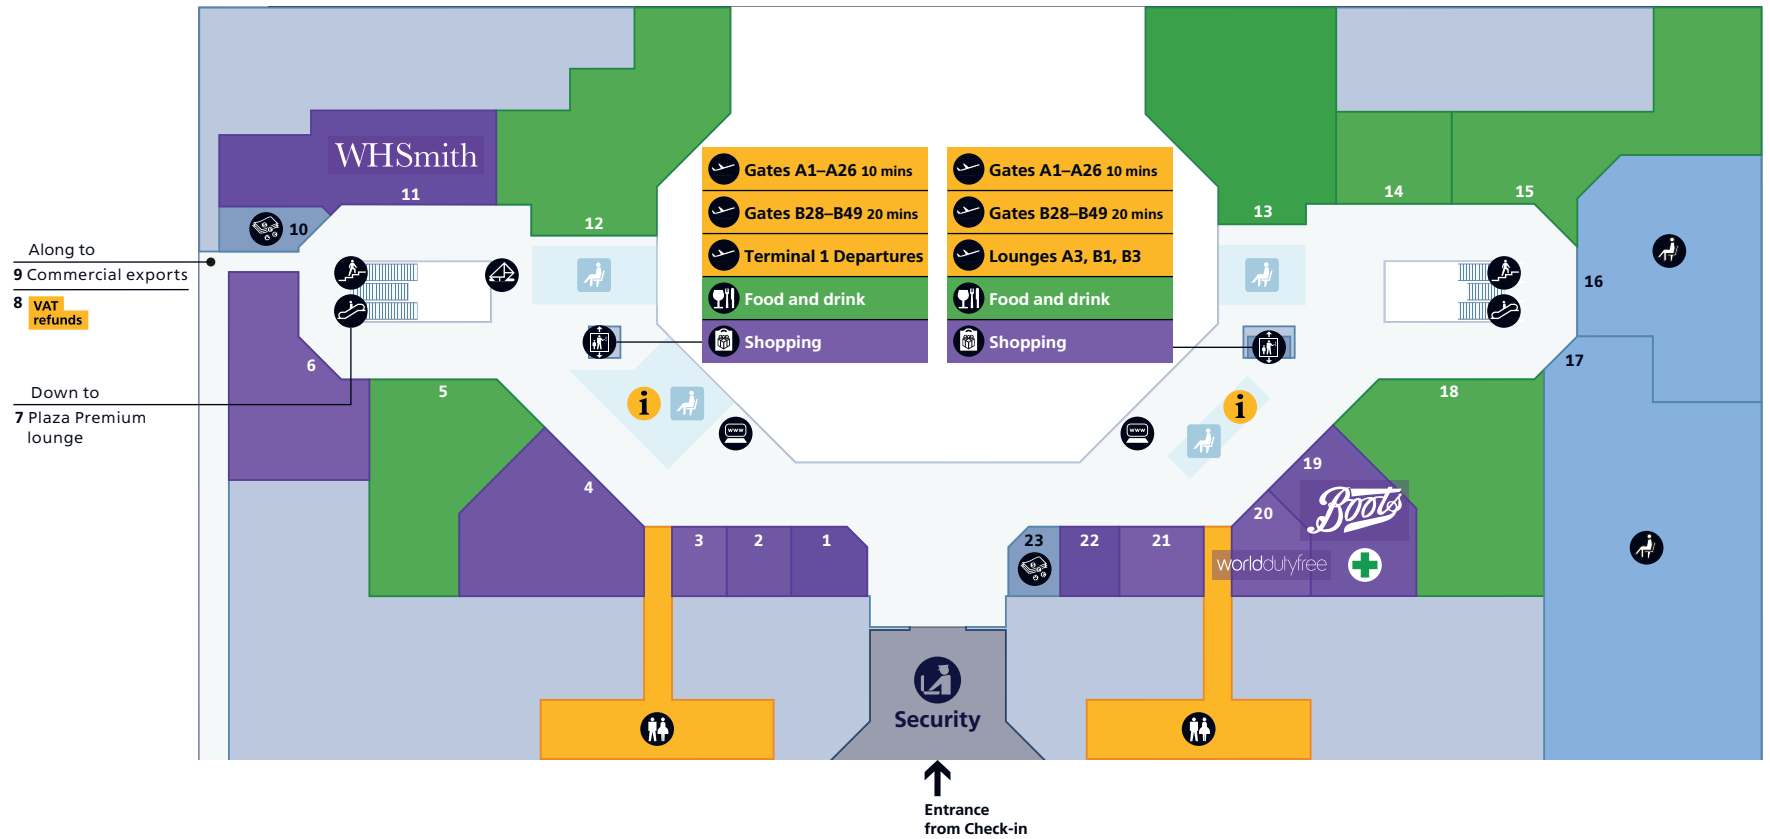 WHSmith
11
12
10
Along to
9 Commercial exports
8 VAT
refunds
6
5
Down to
7 Plaza Premium
lounge
Gates A1–A26 10 mins
Gates B28–B49 20 mins
Terminal 1 Departures
Food and drink
Shopping
Gates A1–A26 10 mins
Gates B28–B49 20 mins
Lounges A3, B1, B3
Food and drink
Shopping
13
14
15
16
17
18
i
www
i
www
4
3
2
1
23
22
21
20
19
Boots
worlddutyfree
Security
Entrance
from Check-in